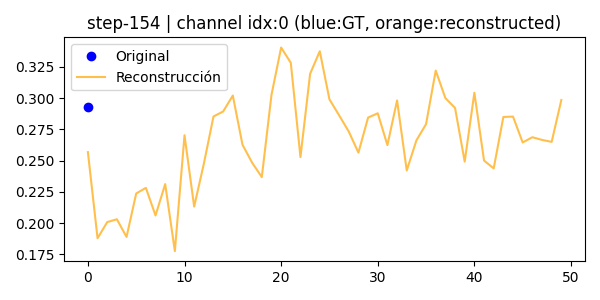 step-154 | channel idx:0 (blue:GT, orange:reconstructed)
Original
Reconstrucción
0.325
0.300
0.275
0.250
0.225
0.200
0.175
0 10 20 30 40 50